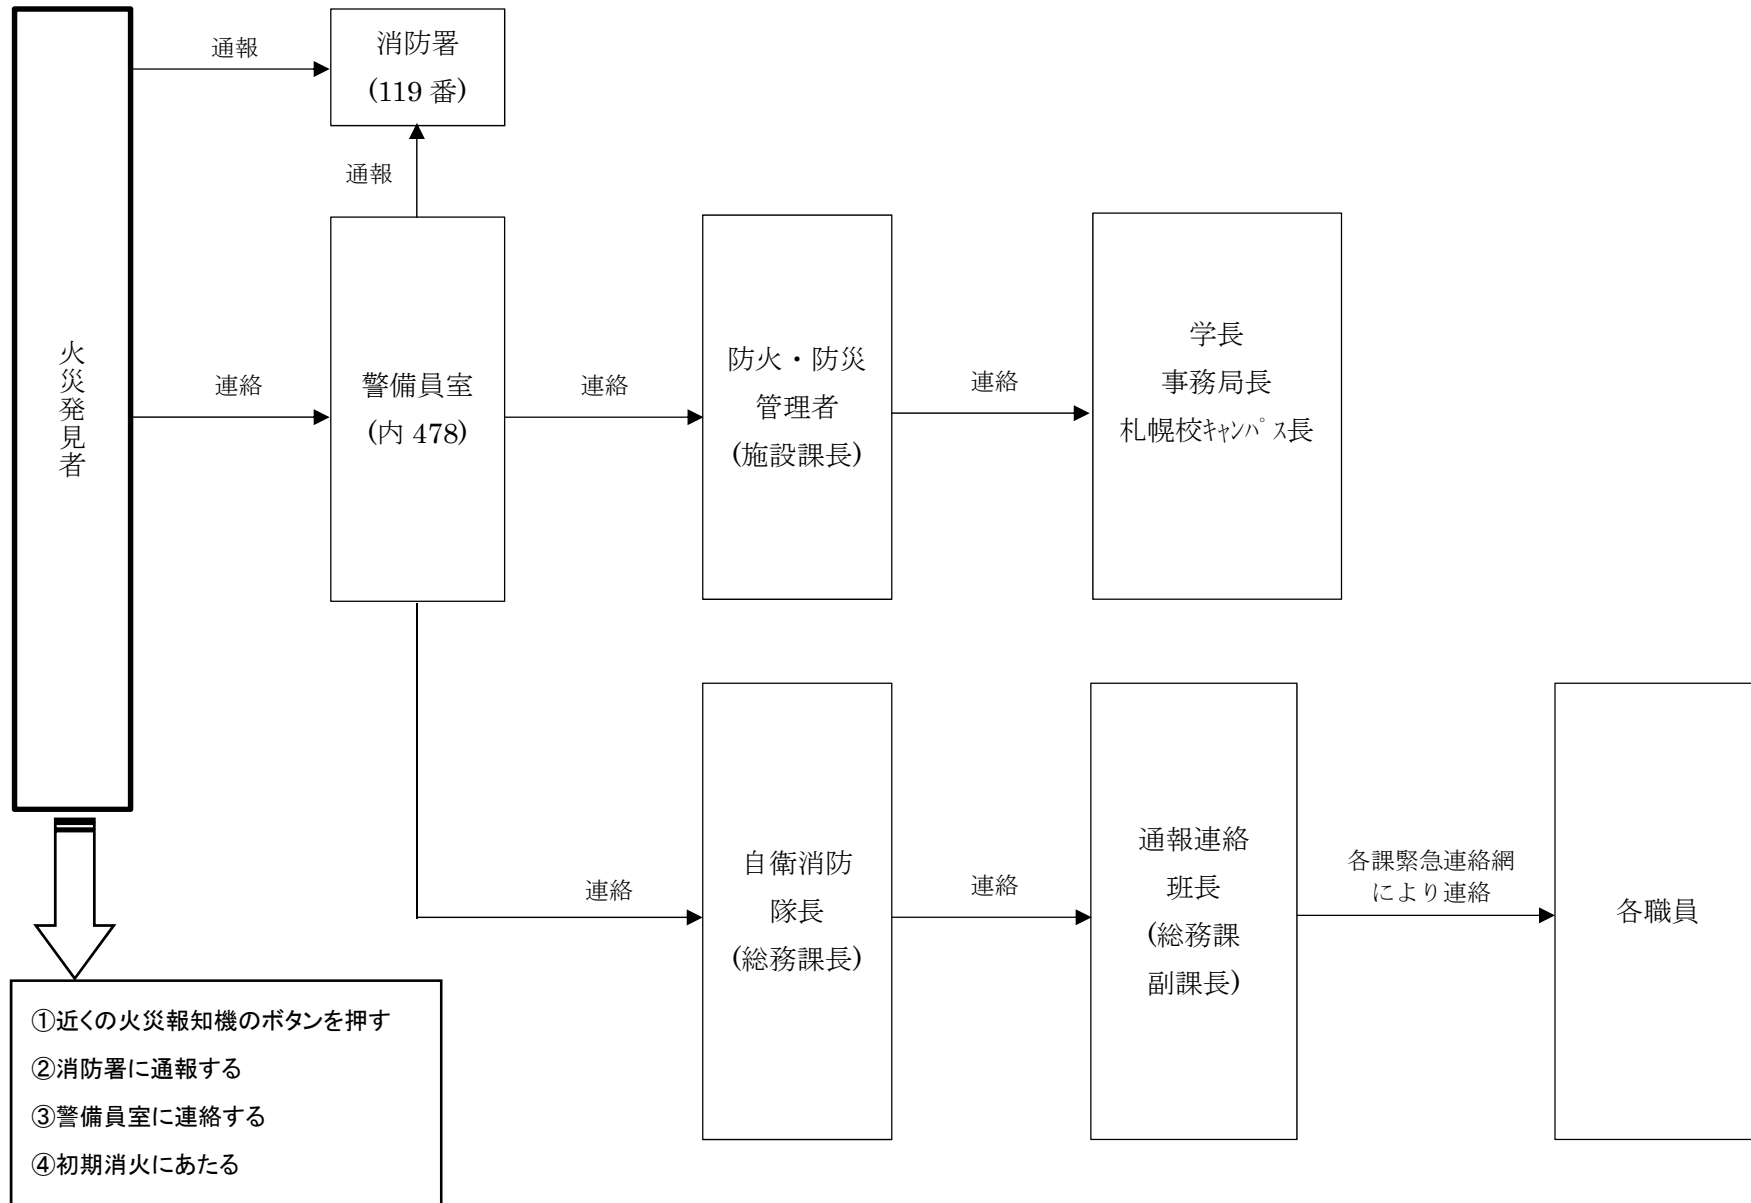 火災発見者
通報
消防署
(119 番)
通報
連絡
警備員室
(内 478)
連絡
防火・防災
管理者
(施設課長)
連絡
学長
事務局長
札幌校ｷｬﾝﾊﾟｽ長
連絡
自衛消防
隊長
(総務課長)
連絡
通報連絡
班長
(総務課
副課長)
各課緊急連絡網
により連絡
各職員
①近くの火災報知機のボタンを押す
②消防署に通報する
③警備員室に連絡する
④初期消火にあたる